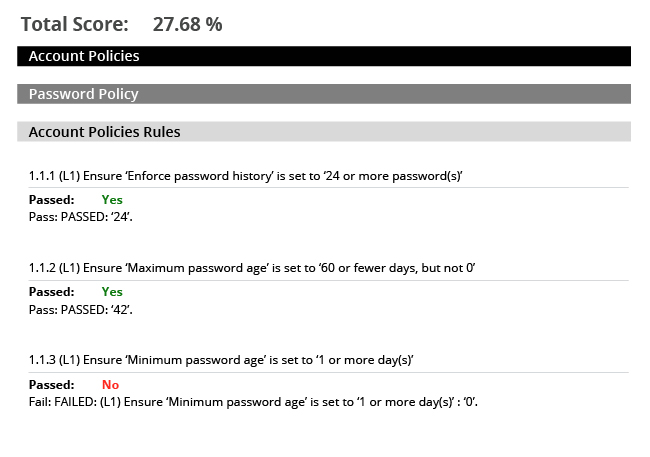 Total Score: 27.68 %
Account Policies
Password Policy
Account Policies Rules
1.1.1 (L1) Ensure ‘Enforce password history’ is set to ‘24 or more password(s)’
Passed: Yes
Pass: PASSED: ‘24’.
1.1.2 (L1) Ensure ‘Maximum password age’ is set to ‘60 or fewer days, but not 0’
Passed: Yes
Pass: PASSED: ‘42’.
1.1.3 (L1) Ensure ‘Minimum password age’ is set to ‘1 or more day(s)’
Passed: No
Fail: FAILED: (L1) Ensure ‘Minimum password age’ is set to ‘1 or more day(s)’ : ‘0’.